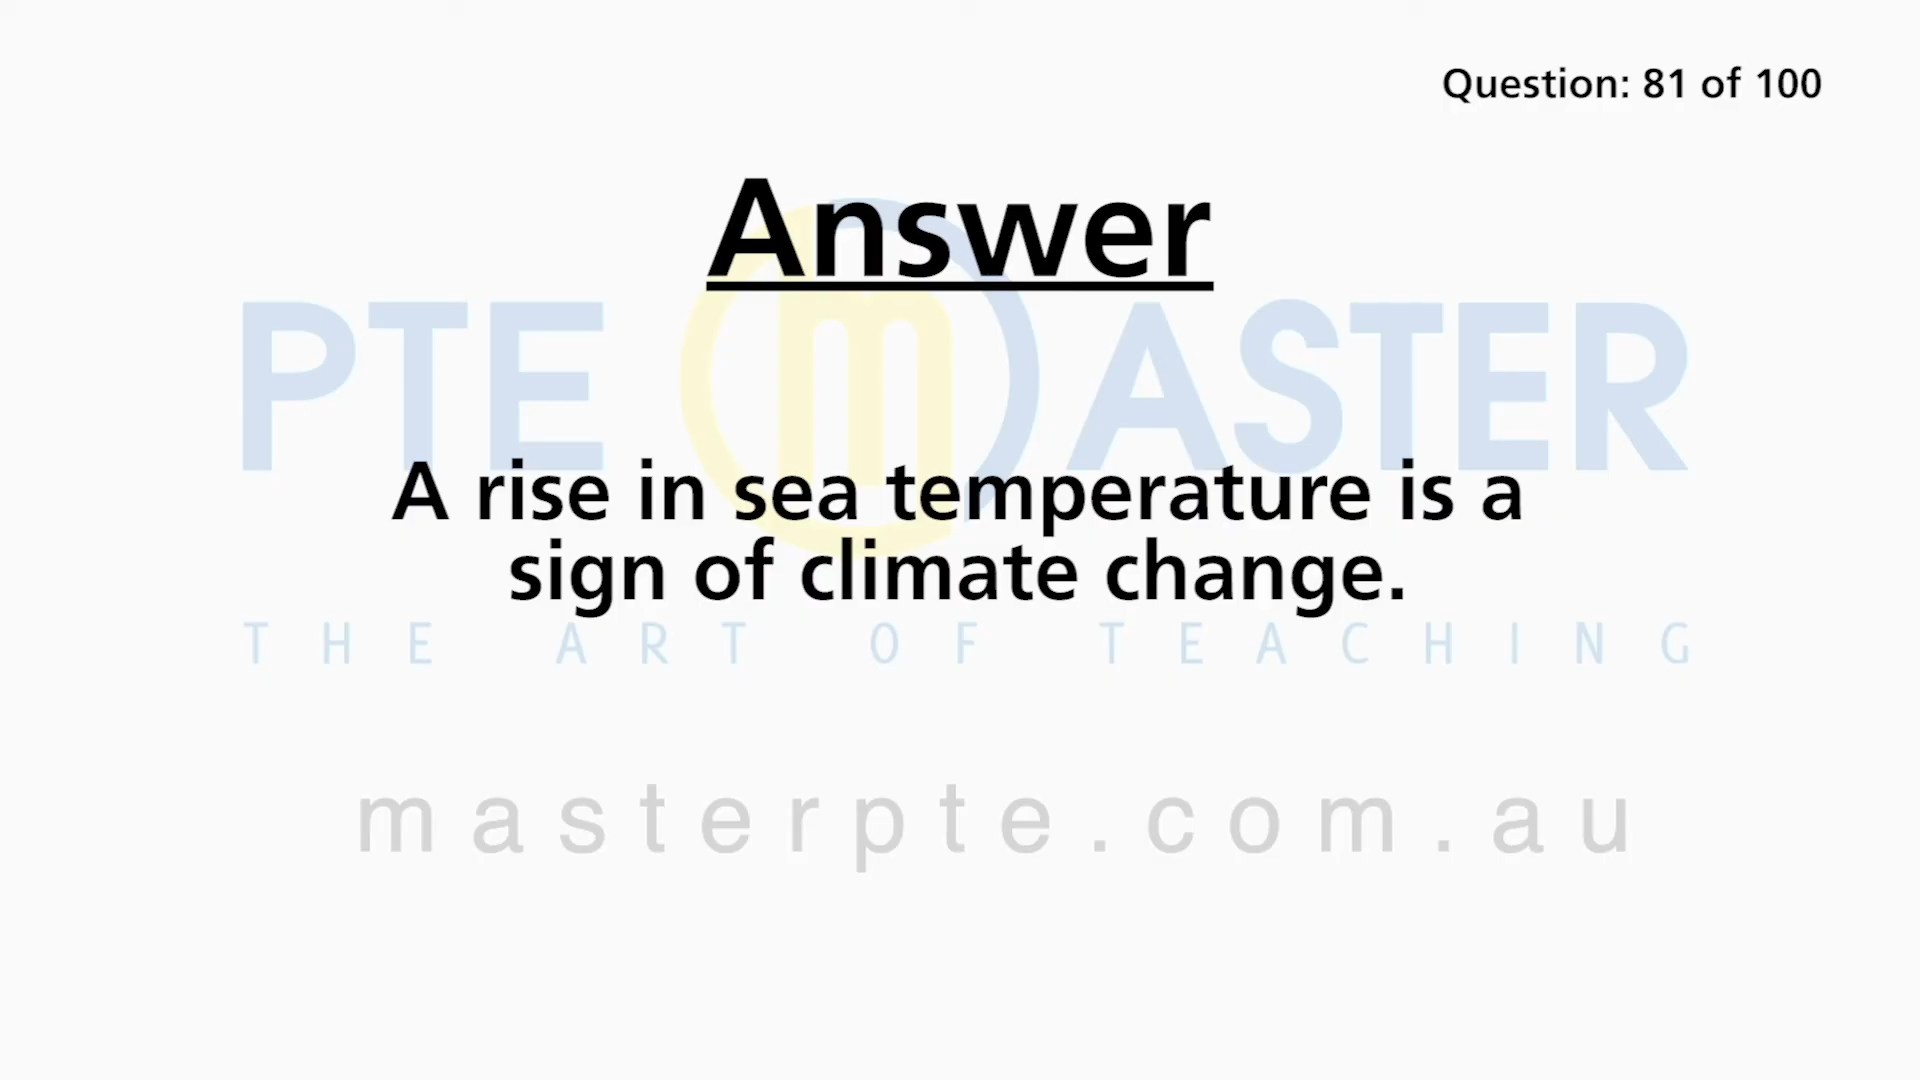 Question: 81 of 100
Answer
PTE mASTER
A rise in sea temperature is a
sign of climate change.
THE ART OF TEACHING
masterpte.com.au